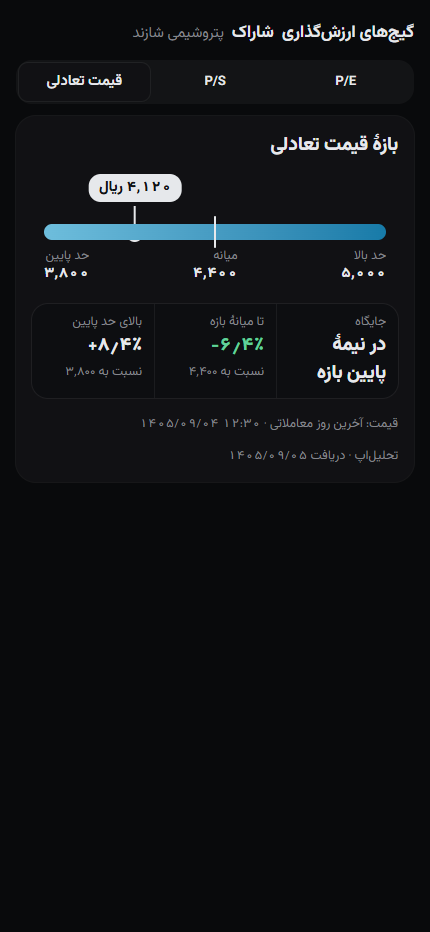 گیج‌های ارزش‌گذاری شاراک پتروشیمی شازند
P/E P/S قیمت تعادلی
بازهٔ قیمت تعادلی
۴,۱۲۰ ریال
حد بالا میانه حد پایین
۵,۰۰۰ ۴,۴۰۰ ۳,۸۰۰
جایگاه تا میانهٔ بازه بالای حد پایین
در نیمهٔ پایین بازه -۶٫۴٪ +۸٫۴٪
نسبت به ۴,۴۰۰ نسبت به ۳,۸۰۰
قیمت: آخرین روز معاملاتی · ۱۴۰۵/۰۹/۰۴ ۱۲:۳۰
تحلیل‌اپ · دریافت ۱۴۰۵/۰۹/۰۵